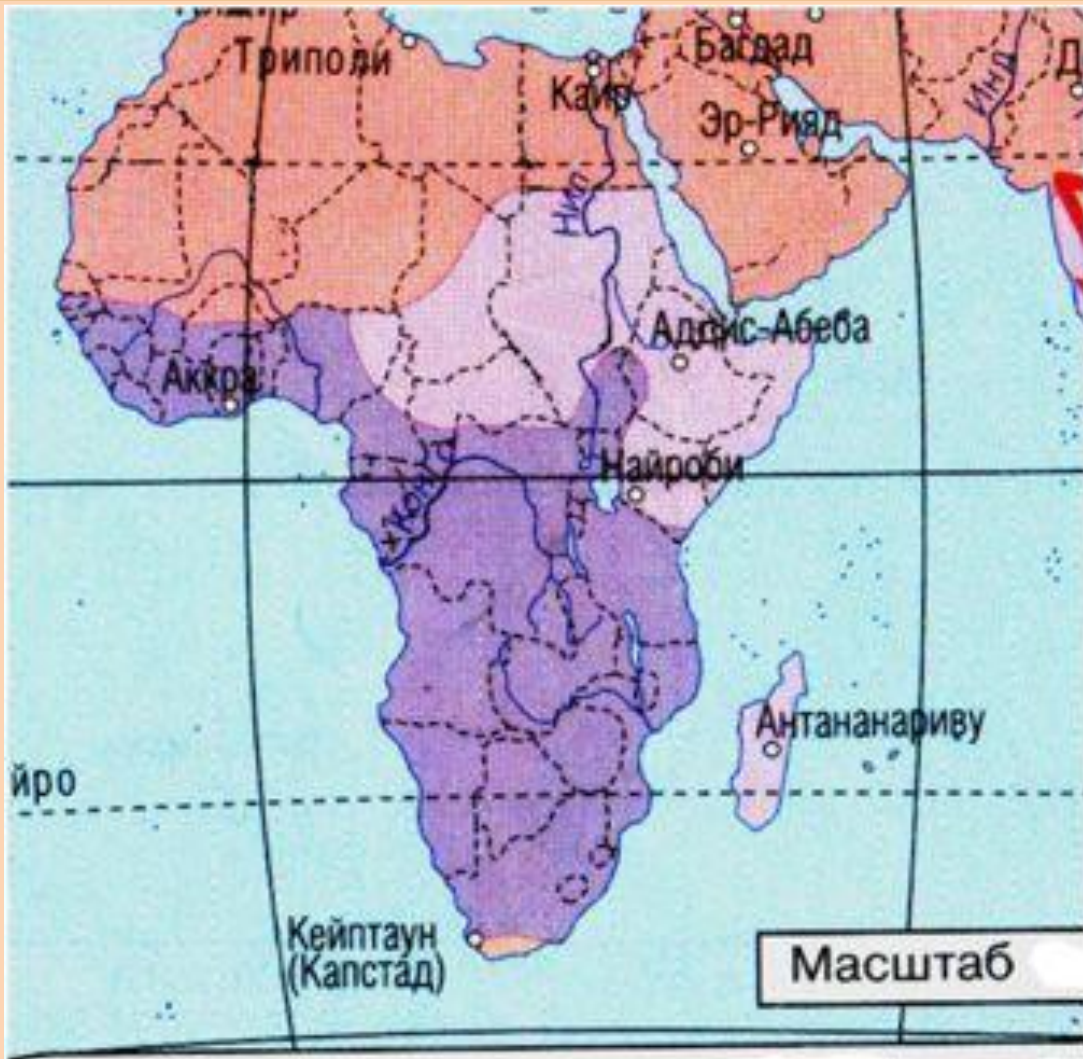 Триполи
Багдад
Каир
Эр-Рияд
Инд
Нил
Аддис-Абеба
Аккра
Найроби
Конго
Антананариву
йро
Кейптаун
(Капстад)
Масштаб